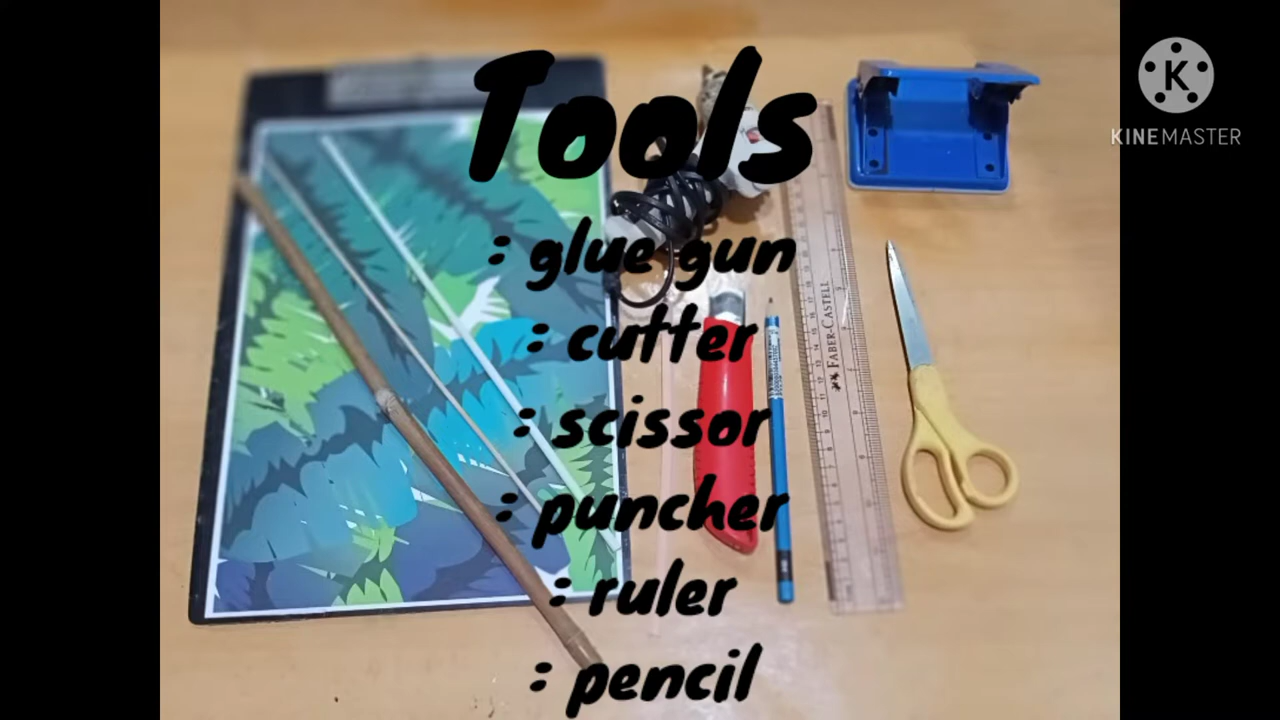 Tools
: glue gun
: cutter
: scissor
: puncher
: ruler
: pencil
FABER-CASTELL
K
KINEMASTER